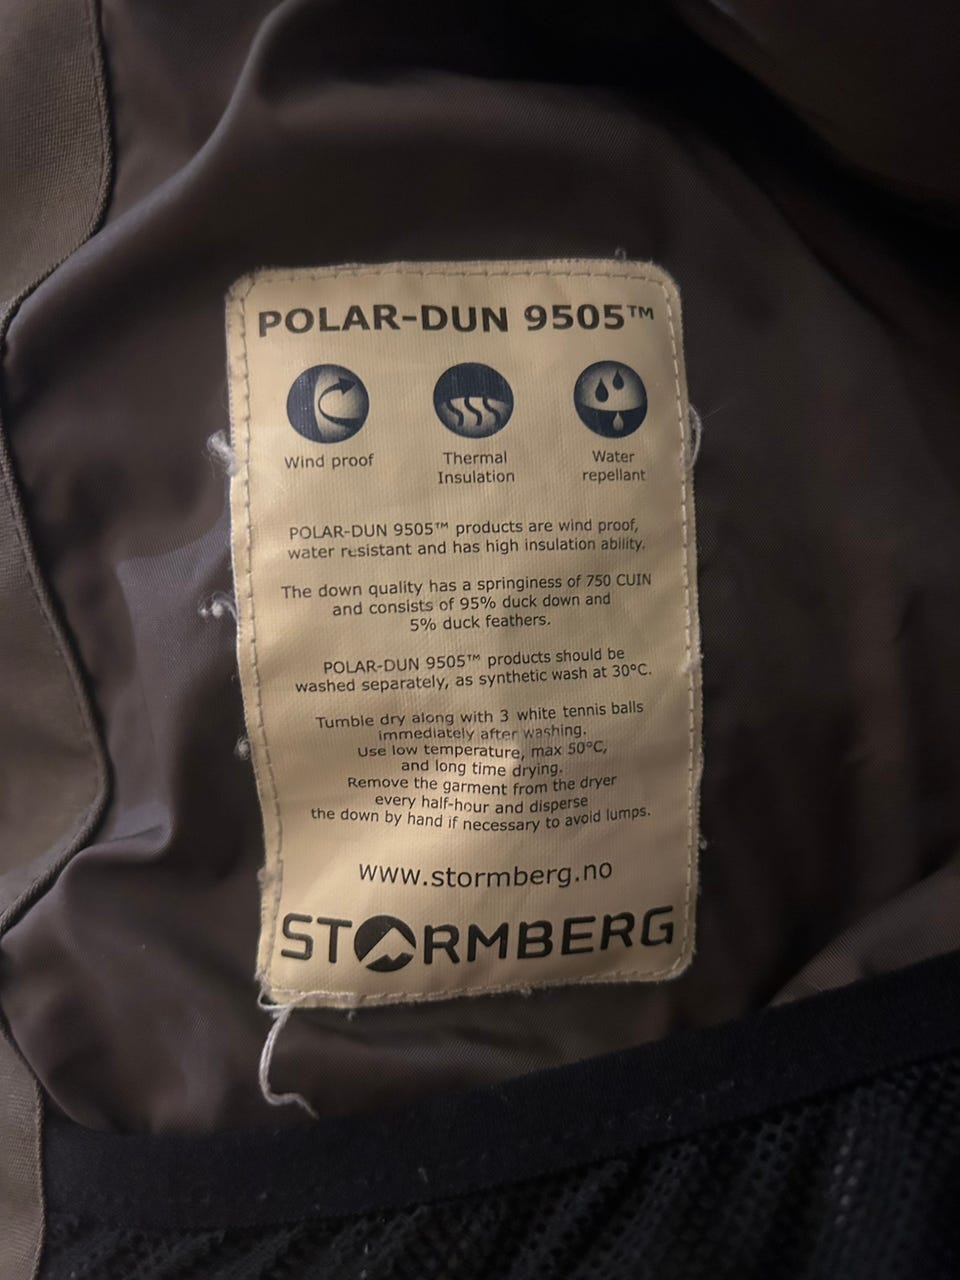 POLAR-DUN 9505™
Wind proof
Thermal
Insulation
Water
repellant
POLAR-DUN 9505™ products are wind proof,
water resistant and has high insulation ability.
The down quality has a springiness of 750 CUIN
and consists of 95% duck down and
5% duck feathers.
POLAR-DUN 9505™ products should be
washed separately, as synthetic wash at 30°C.
Tumble dry along with 3 white tennis balls
immediately after washing.
Use low temperature, max 50°C,
and long time drying.
Remove the garment from the dryer
every half-hour and disperse
the down by hand if necessary to avoid lumps.
www.stormberg.no
STORMBERG